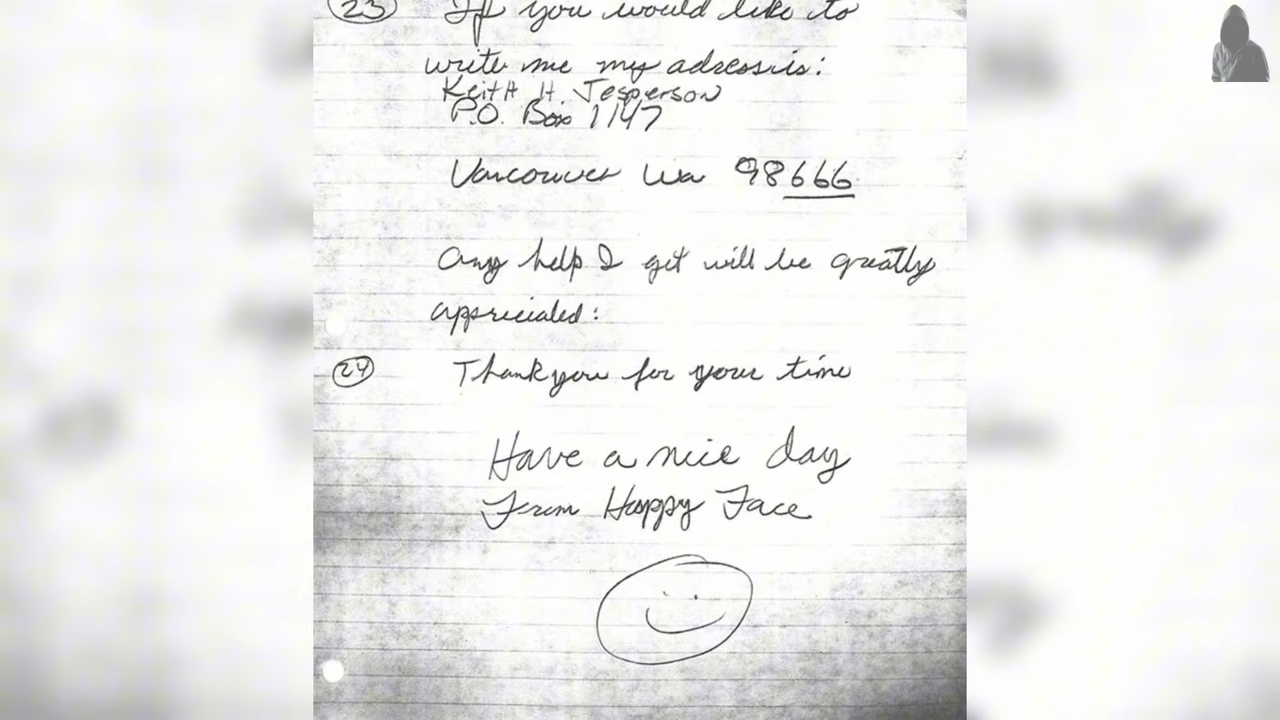 23 If you would like to
write me my adress is:
Keith H. Jesperson
P.O. Box 1147
Vancouver Wa 98666
Any help I get will be greatly
appriciated:
24 Thank you for your time
Have a nice day
From Happy Face